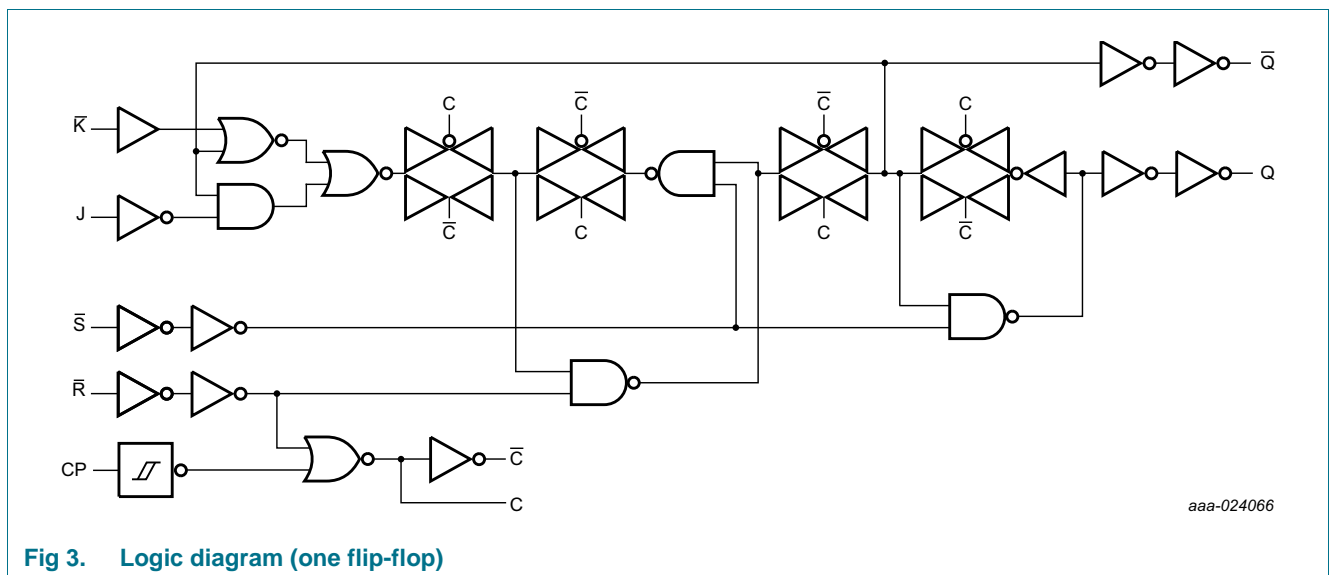 Q̅
C C̅ C̅ C
K̅
Q
J
C̅ C C C̅
S̅
R̅
C̅
CP
C
aaa-024066
Fig 3. Logic diagram (one flip-flop)